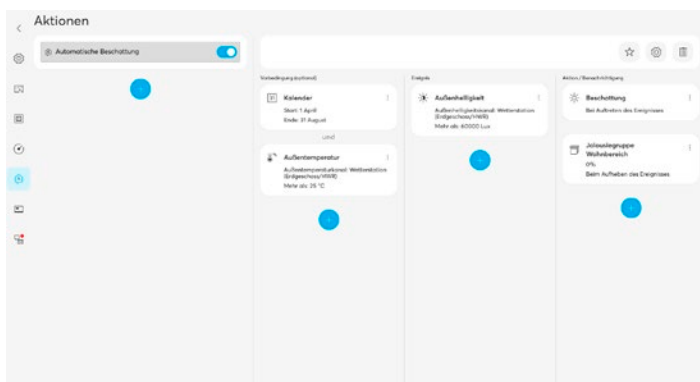 Aktionen
Automatische Beschattung
Vorbedingung (optional)
Ereignis
Aktion / Benachrichtigung
Kalender
Start: 1 April
Ende: 31 August
und
Außentemperatur
Außentemperaturkanal: Wetterstation
(Erdgeschoss/HWR)
Mehr als: 25 °C
Außenhelligkeit
Außenhelligkeitskanal: Wetterstation
(Erdgeschoss/HWR)
Mehr als: 60000 Lux
Beschattung
Bei Auftreten des Ereignisses
Jalousiegruppe
Wohnbereich
0%
Beim Aufheben des Ereignisses